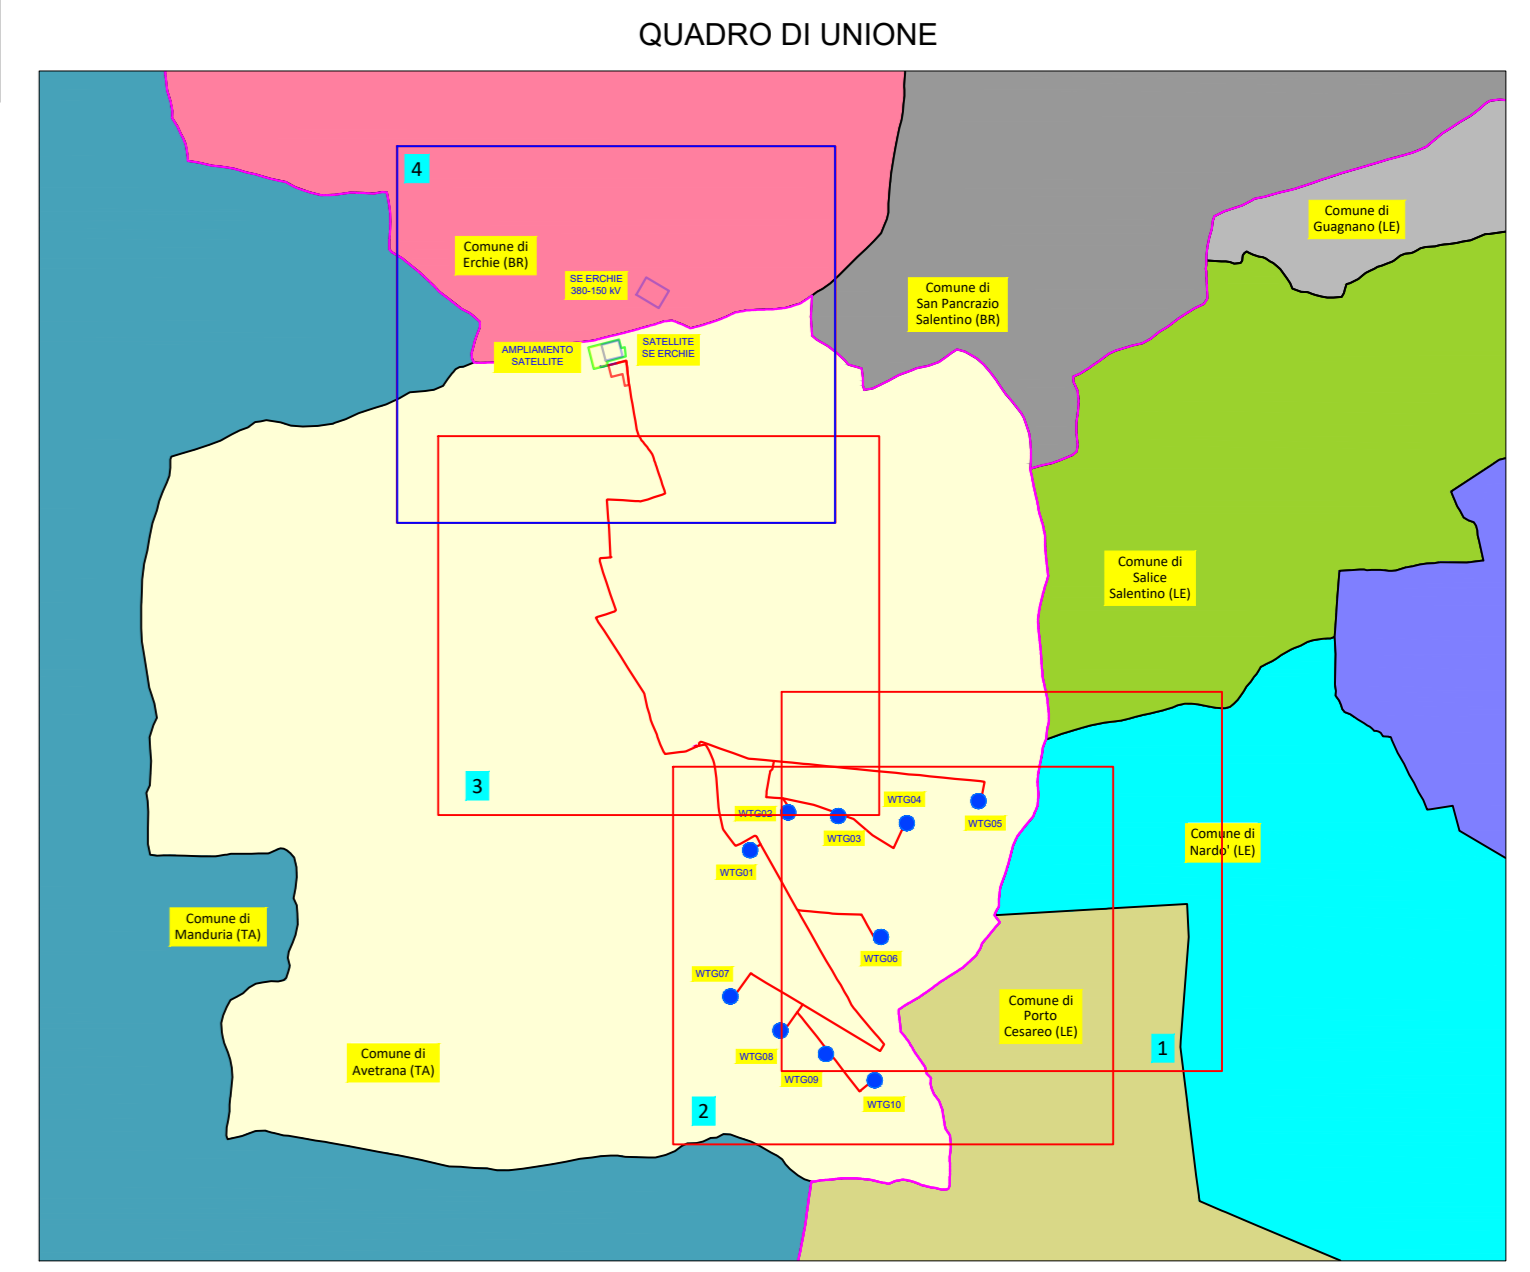 QUADRO DI UNIONE
4
Comune di
Erchie (BR)
SE ERCHIE
380-150 kV
Comune di
Guagnano (LE)
Comune di
San Pancrazio
Salentino (BR)
AMPLIAMENTO
SATELLITE
SATELLITE
SE ERCHIE
Comune di
Salice
Salentino (LE)
3
WTG02
WTG03
WTG04
WTG05
WTG01
Comune di
Nardo' (LE)
Comune di
Manduria (TA)
WTG06
WTG07
Comune di
Porto
Cesareo (LE)
1
Comune di
Avetrana (TA)
WTG08
WTG09
WTG10
2